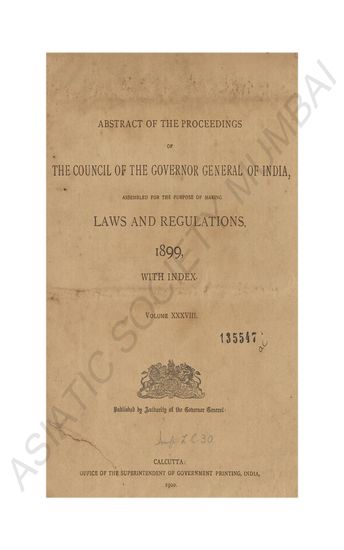 ABSTRACT OF THE PROCEEDINGS
OF
THE COUNCIL OF THE GOVERNOR GENERAL OF INDIA,
ASSEMBLED FOR THE PURPOSE OF MAKING
LAWS AND REGULATIONS,
1899,
WITH INDEX.
VOLUME XXXVIII.
135547
Published by Authority of the Governor General.
CALCUTTA:
OFFICE OF THE SUPERINTENDENT OF GOVERNMENT PRINTING, INDIA,
1900.
ASIATIC SOCIETY MUMBAI